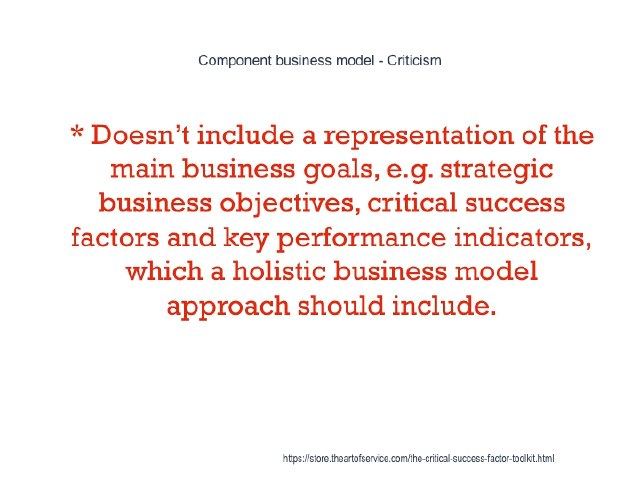 Component business model - Criticism
* Doesn’t include a representation of the
main business goals, e.g. strategic
business objectives, critical success
factors and key performance indicators,
which a holistic business model
approach should include.
https://store.theartofservice.com/the-critical-success-factor-toolkit.html